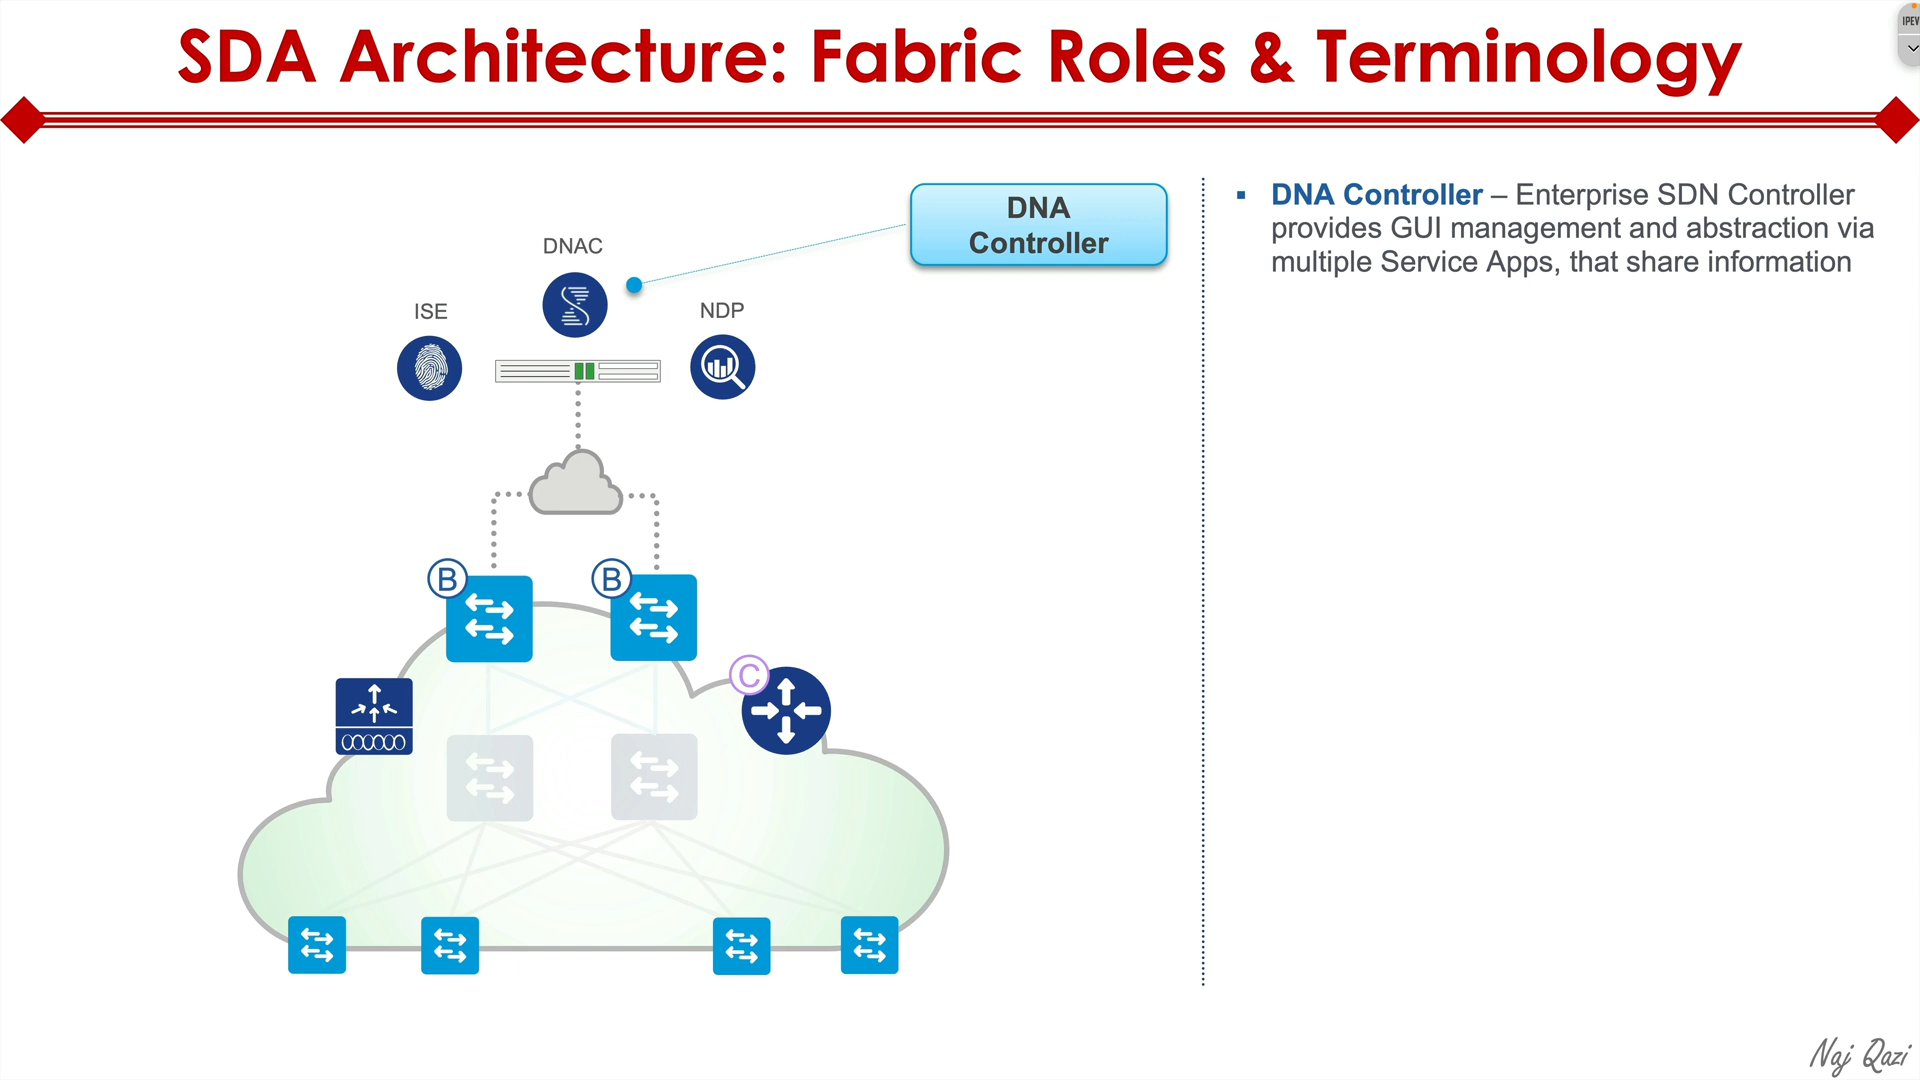 SDA Architecture: Fabric Roles & Terminology
IPEV
DNA
Controller
DNAC
ISE
NDP
B
B
C
▪ DNA Controller – Enterprise SDN Controller
provides GUI management and abstraction via
multiple Service Apps, that share information
Naj Qazi